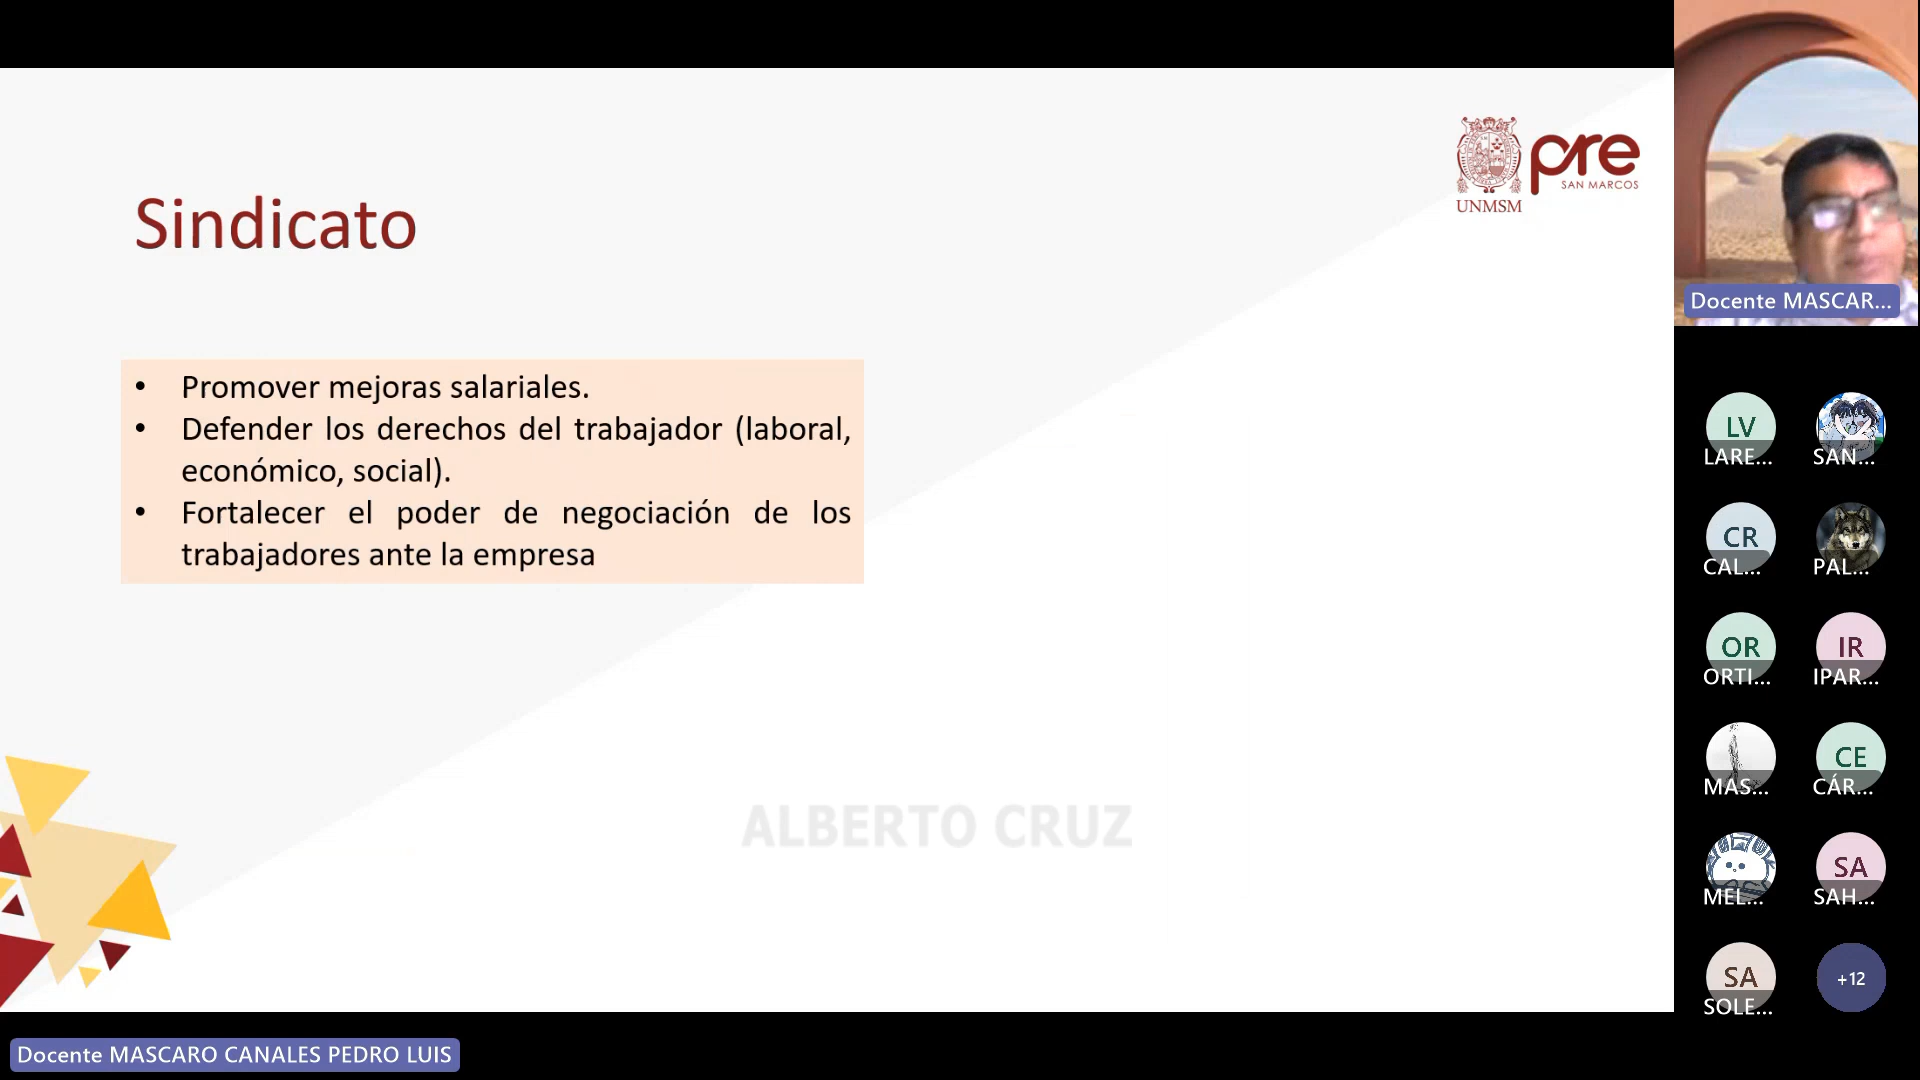 Sindicato
UNMSM
pre
SAN MARCOS
• Promover mejoras salariales.
• Defender los derechos del trabajador (laboral,
económico, social).
• Fortalecer el poder de negociación de los
trabajadores ante la empresa
ALBERTO CRUZ
Docente MASCARO CANALES PEDRO LUIS
Docente MASCAR...
LV
LARE...
SAN...
CR
CAL...
PAL...
OR
ORTI...
IR
IPAR...
MAS...
CE
CÁR...
MEL...
SA
SAH...
SA
SOLE...
+12